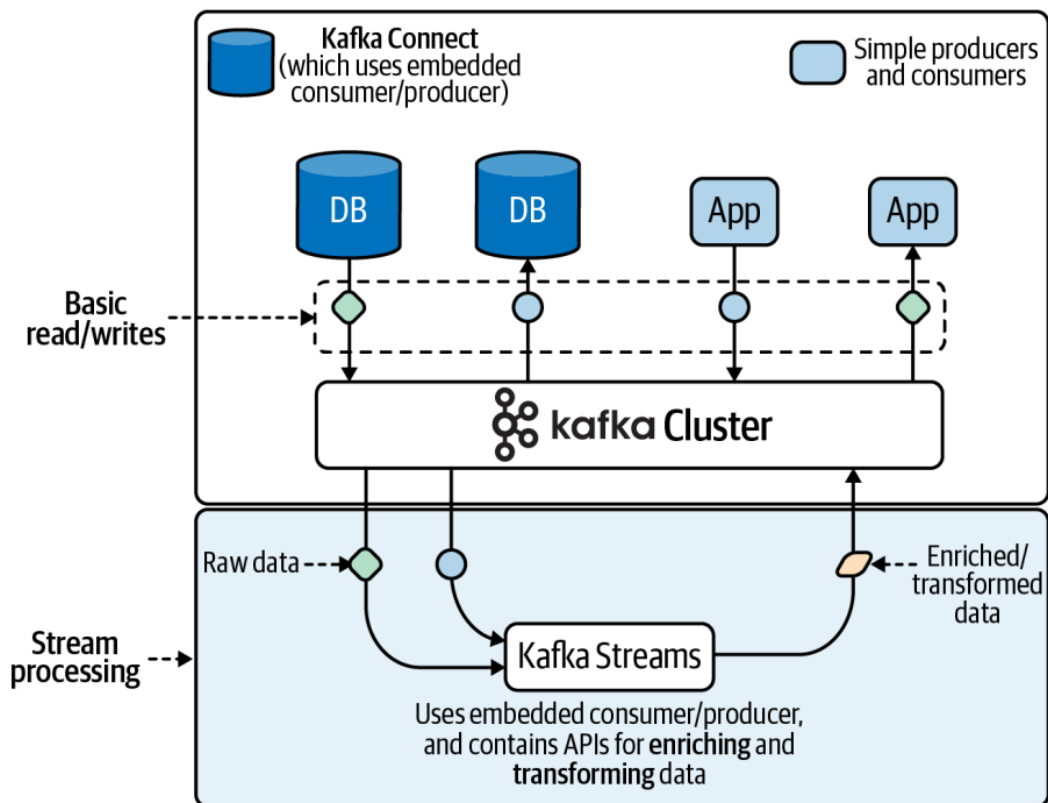 Kafka Connect
(which uses embedded
consumer/producer)
Simple producers
and consumers
DB
DB
App
App
Basic
read/writes
kafka Cluster
Raw data
Enriched/
transformed
data
Stream
processing
Kafka Streams
Uses embedded consumer/producer,
and contains APIs for enriching and
transforming data